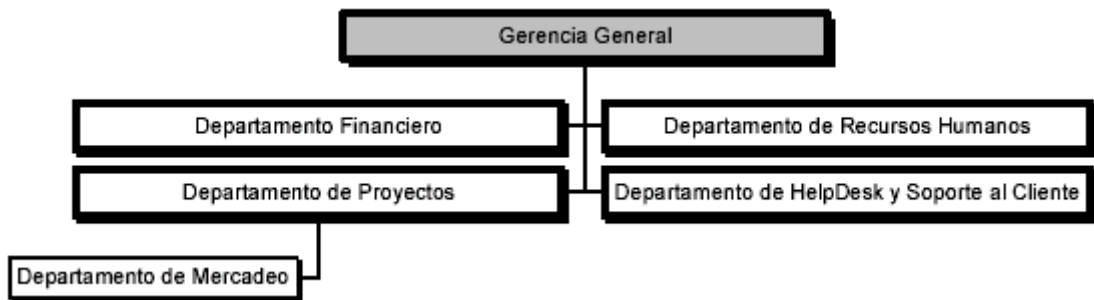 Gerencia General
Departamento Financiero
Departamento de Recursos Humanos
Departamento de Proyectos
Departamento de HelpDesk y Soporte al Cliente
Departamento de Mercadeo